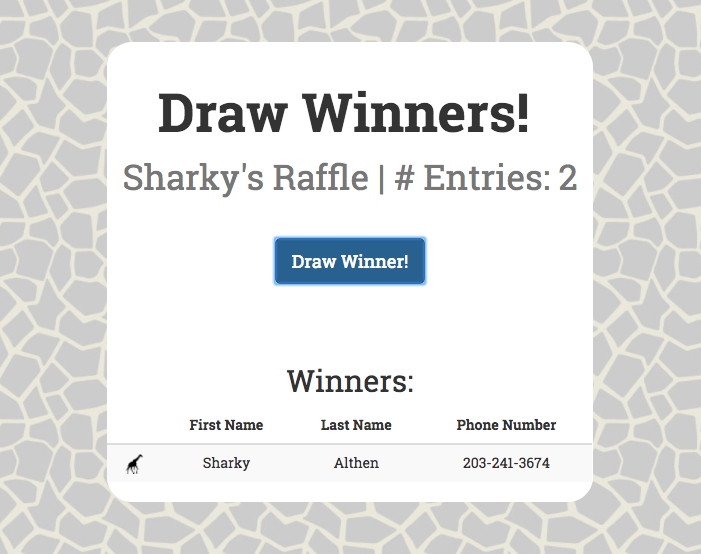 Draw Winners!
Sharky's Raffle | # Entries: 2
Draw Winner!
Winners:
First Name Last Name Phone Number
Sharky Althen 203-241-3674